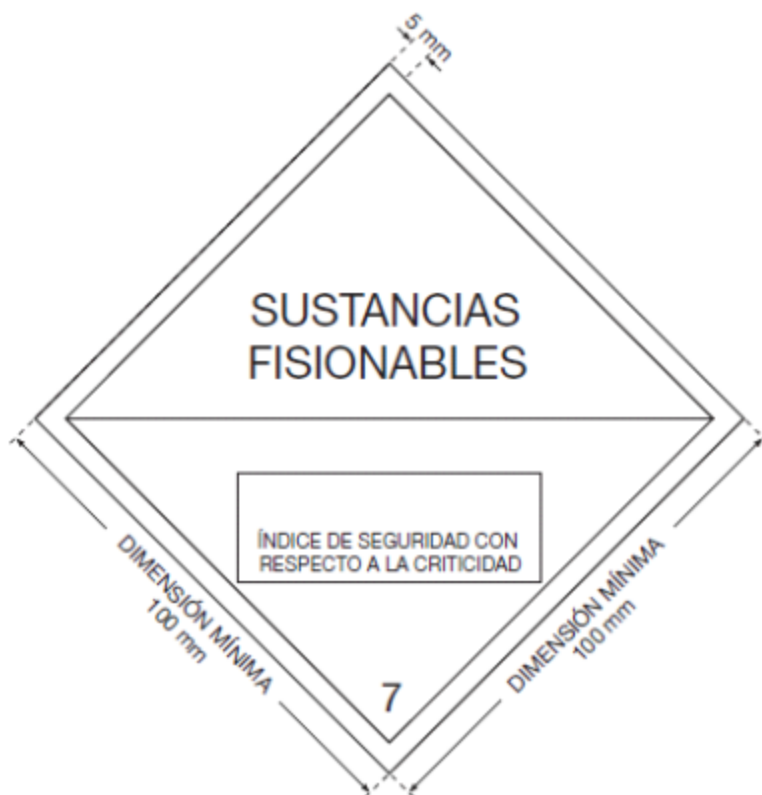 5 mm
SUSTANCIAS
FISIONABLES
ÍNDICE DE SEGURIDAD CON
RESPECTO A LA CRITICIDAD
DIMENSIÓN MÍNIMA
100 mm
DIMENSIÓN MÍNIMA
100 mm
7